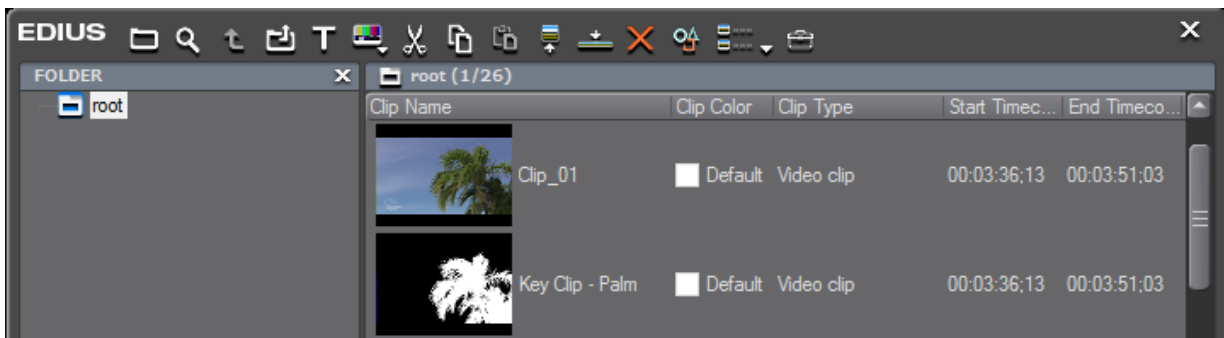 EDIUS
FOLDER
root
root (1/26)
Clip Name Clip Color Clip Type Start Timec... End Timeco...
Clip_01 Default Video clip 00:03:36;13 00:03:51;03
Key Clip - Palm Default Video clip 00:03:36;13 00:03:51;03